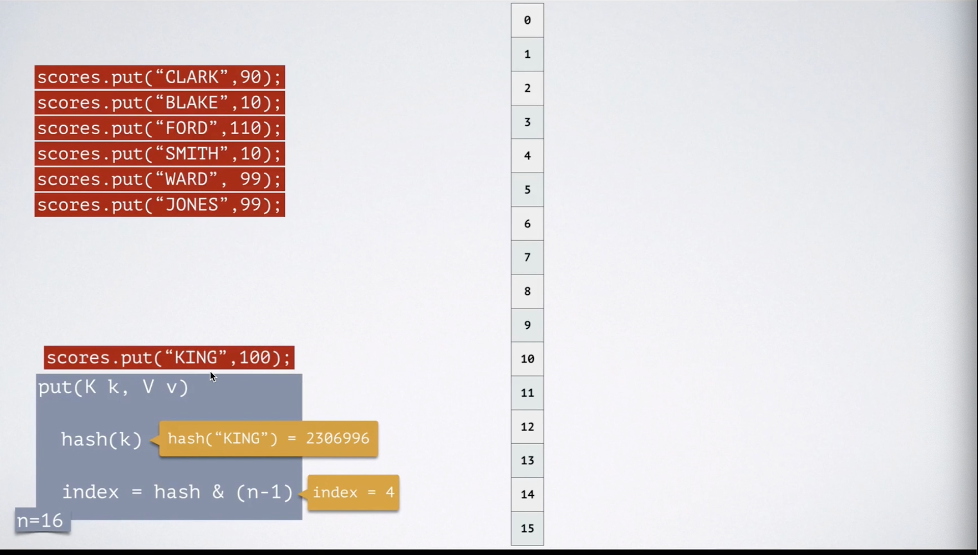 scores.put(“CLARK”,90);
scores.put(“BLAKE”,10);
scores.put(“FORD”,110);
scores.put(“SMITH”,10);
scores.put(“WARD”, 99);
scores.put(“JONES”,99);
scores.put(“KING”,100);
put(K k, V v)
hash(k)
hash(“KING”) = 2306996
index = hash & (n-1)
index = 4
n=16
0
1
2
3
4
5
6
7
8
9
10
11
12
13
14
15